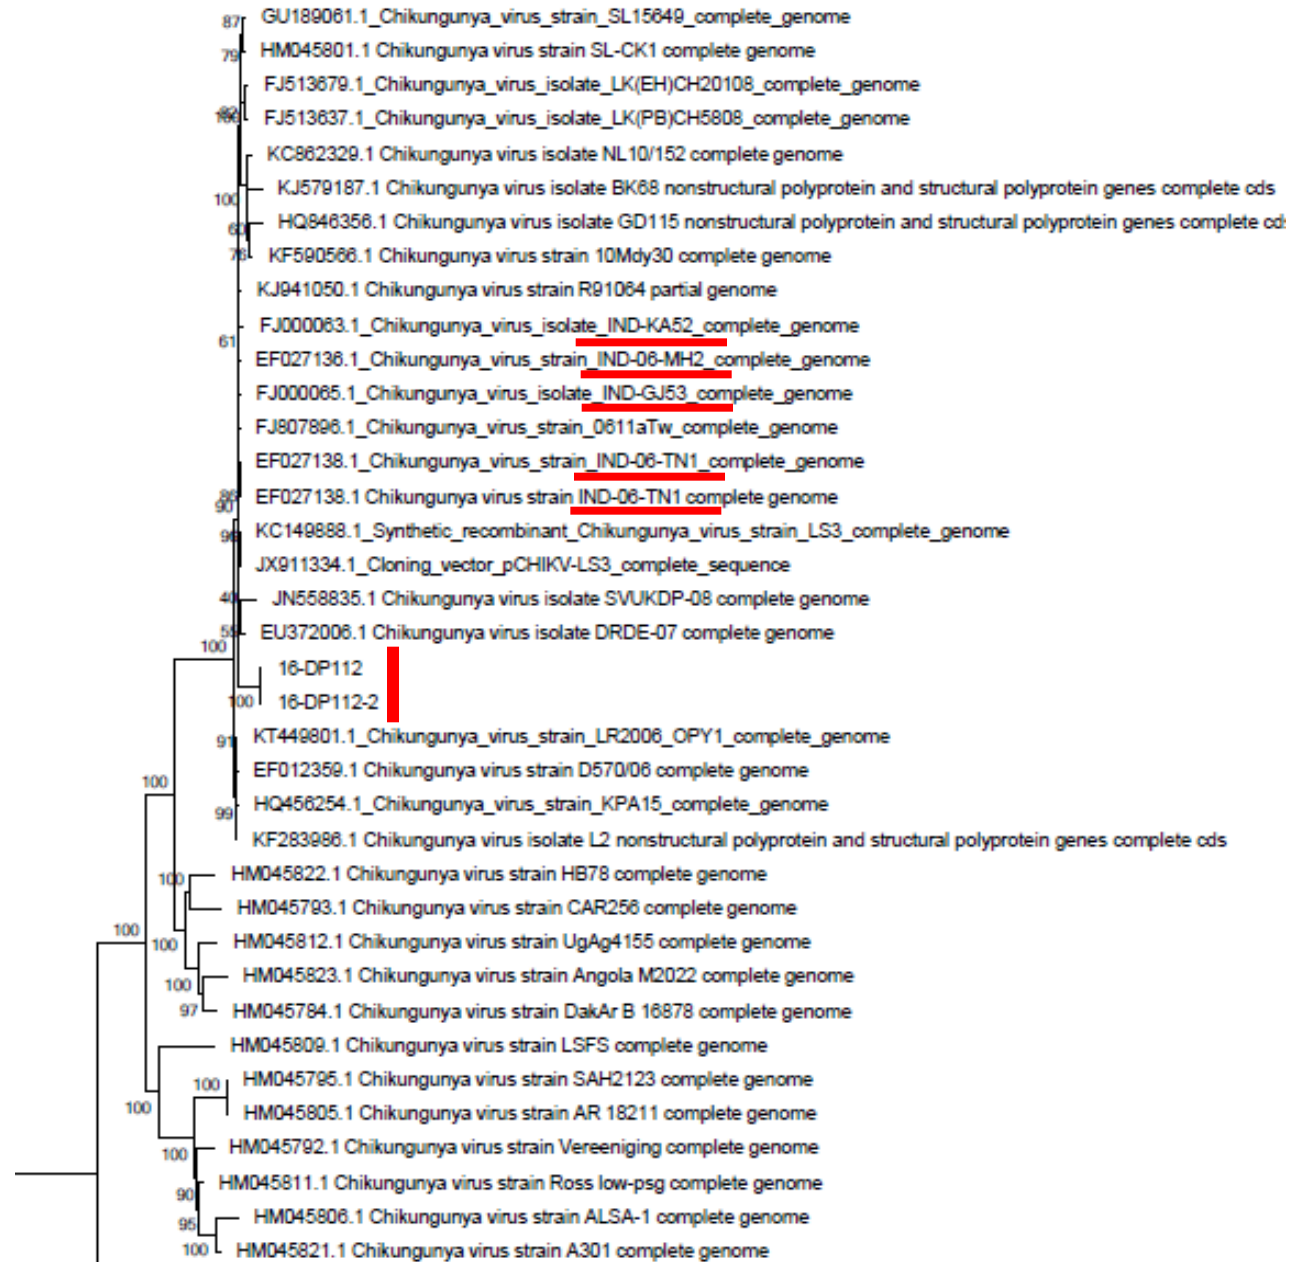 87
GU189061.1_Chikungunya_virus_strain_SL15649_complete_genome
79
HM045801.1 Chikungunya virus strain SL-CK1 complete genome
FJ513679.1_Chikungunya_virus_isolate_LK(EH)CH20108_complete_genome
FJ513637.1_Chikungunya_virus_isolate_LK(PB)CH5808_complete_genome
KC862329.1 Chikungunya virus isolate NL10/152 complete genome
KJ579187.1 Chikungunya virus isolate BK68 nonstructural polyprotein and structural polyprotein genes complete cds
100
HQ846356.1 Chikungunya virus isolate GD115 nonstructural polyprotein and structural polyprotein genes complete cd
60
KF590566.1 Chikungunya virus strain 10Mdy30 complete genome
76
KJ941050.1 Chikungunya virus strain R91064 partial genome
FJ000063.1_Chikungunya_virus_isolate_IND-KA52_complete_genome
61
EF027136.1_Chikungunya_virus_strain_IND-06-MH2_complete_genome
FJ000065.1_Chikungunya_virus_isolate_IND-GJ53_complete_genome
FJ807896.1_Chikungunya_virus_strain_0611aTw_complete_genome
EF027138.1_Chikungunya_virus_strain_IND-06-TN1_complete_genome
EF027138.1 Chikungunya virus strain IND-06-TN1 complete genome
86
90
KC149888.1_Synthetic_recombinant_Chikungunya_virus_strain_LS3_complete_genome
JX911334.1_Cloning_vector_pCHIKV-LS3_complete_sequence
40
JN558835.1 Chikungunya virus isolate SVUKDP-08 complete genome
55
EU372006.1 Chikungunya virus isolate DRDE-07 complete genome
100
16-DP112
100
16-DP112-2
91
KT449801.1_Chikungunya_virus_strain_LR2006_OPY1_complete_genome
EF012359.1 Chikungunya virus strain D570/06 complete genome
100
HQ456254.1_Chikungunya_virus_strain_KPA15_complete_genome
99
KF283986.1 Chikungunya virus isolate L2 nonstructural polyprotein and structural polyprotein genes complete cds
100
HM045822.1 Chikungunya virus strain HB78 complete genome
HM045793.1 Chikungunya virus strain CAR256 complete genome
100
100
HM045812.1 Chikungunya virus strain UgAg4155 complete genome
HM045823.1 Chikungunya virus strain Angola M2022 complete genome
100
97
HM045784.1 Chikungunya virus strain DakAr B 16878 complete genome
HM045809.1 Chikungunya virus strain LSFS complete genome
100
HM045795.1 Chikungunya virus strain SAH2123 complete genome
100
HM045805.1 Chikungunya virus strain AR 18211 complete genome
HM045792.1 Chikungunya virus strain Vereeniging complete genome
100
HM045811.1 Chikungunya virus strain Ross low-psg complete genome
90
HM045806.1 Chikungunya virus strain ALSA-1 complete genome
95
100
HM045821.1 Chikungunya virus strain A301 complete genome